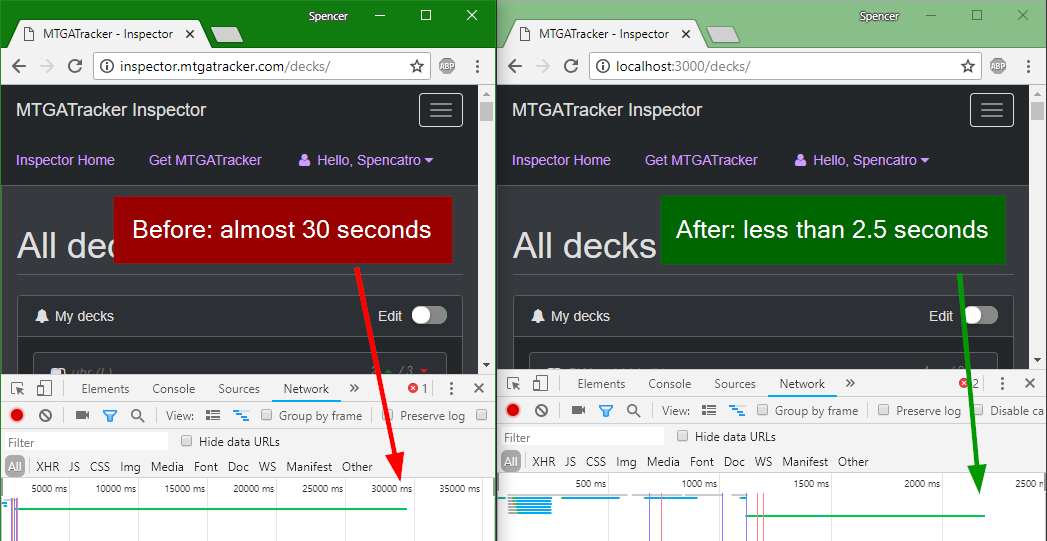 Spencer
MTGATracker - Inspector
inspector.mtgatracker.com/decks/
ABP
MTGATracker Inspector
Inspector Home
Get MTGATracker
Hello, Spencatro
Before: almost 30 seconds
All dec
My decks
Edit
ubr (L)
/ 3
Elements
Console
Sources
Network
1
View:
Group by frame
Preserve log
Filter
Hide data URLs
All
XHR
JS
CSS
Img
Media
Font
Doc
WS
Manifest
Other
5000 ms
10000 ms
15000 ms
20000 ms
25000 ms
30000 ms
35000 ms
Spencer
MTGATracker - Inspector
localhost:3000/decks/
ABP
MTGATracker Inspector
Inspector Home
Get MTGATracker
Hello, Spencatro
After: less than 2.5 seconds
All decks
My decks
Edit
Elements
Console
Sources
Network
2
View:
Group by frame
Preserve log
Disable ca
Filter
Hide data URLs
All
XHR
JS
CSS
Img
Media
Font
Doc
WS
Manifest
Other
500 ms
1000 ms
1500 ms
2000 ms
2500 m